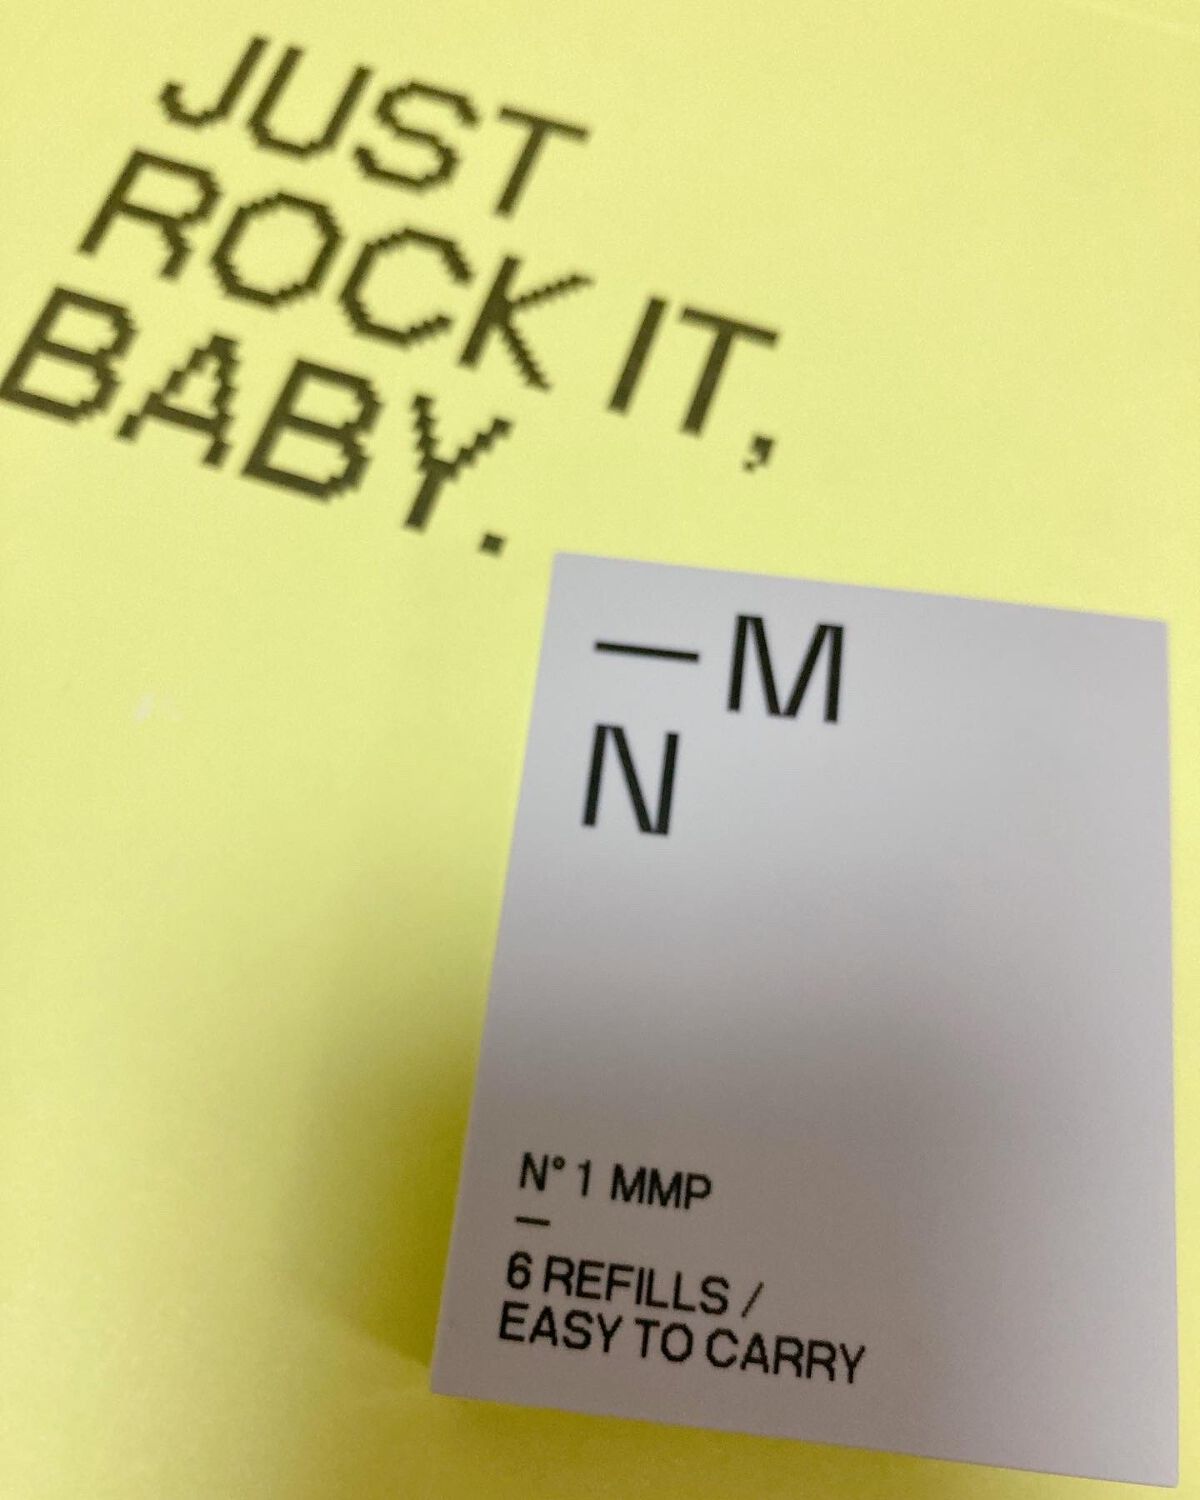 JUST
ROCK IT,
BABY.
—M
N
N° 1 MMP
—
6 REFILLS /
EASY TO CARRY